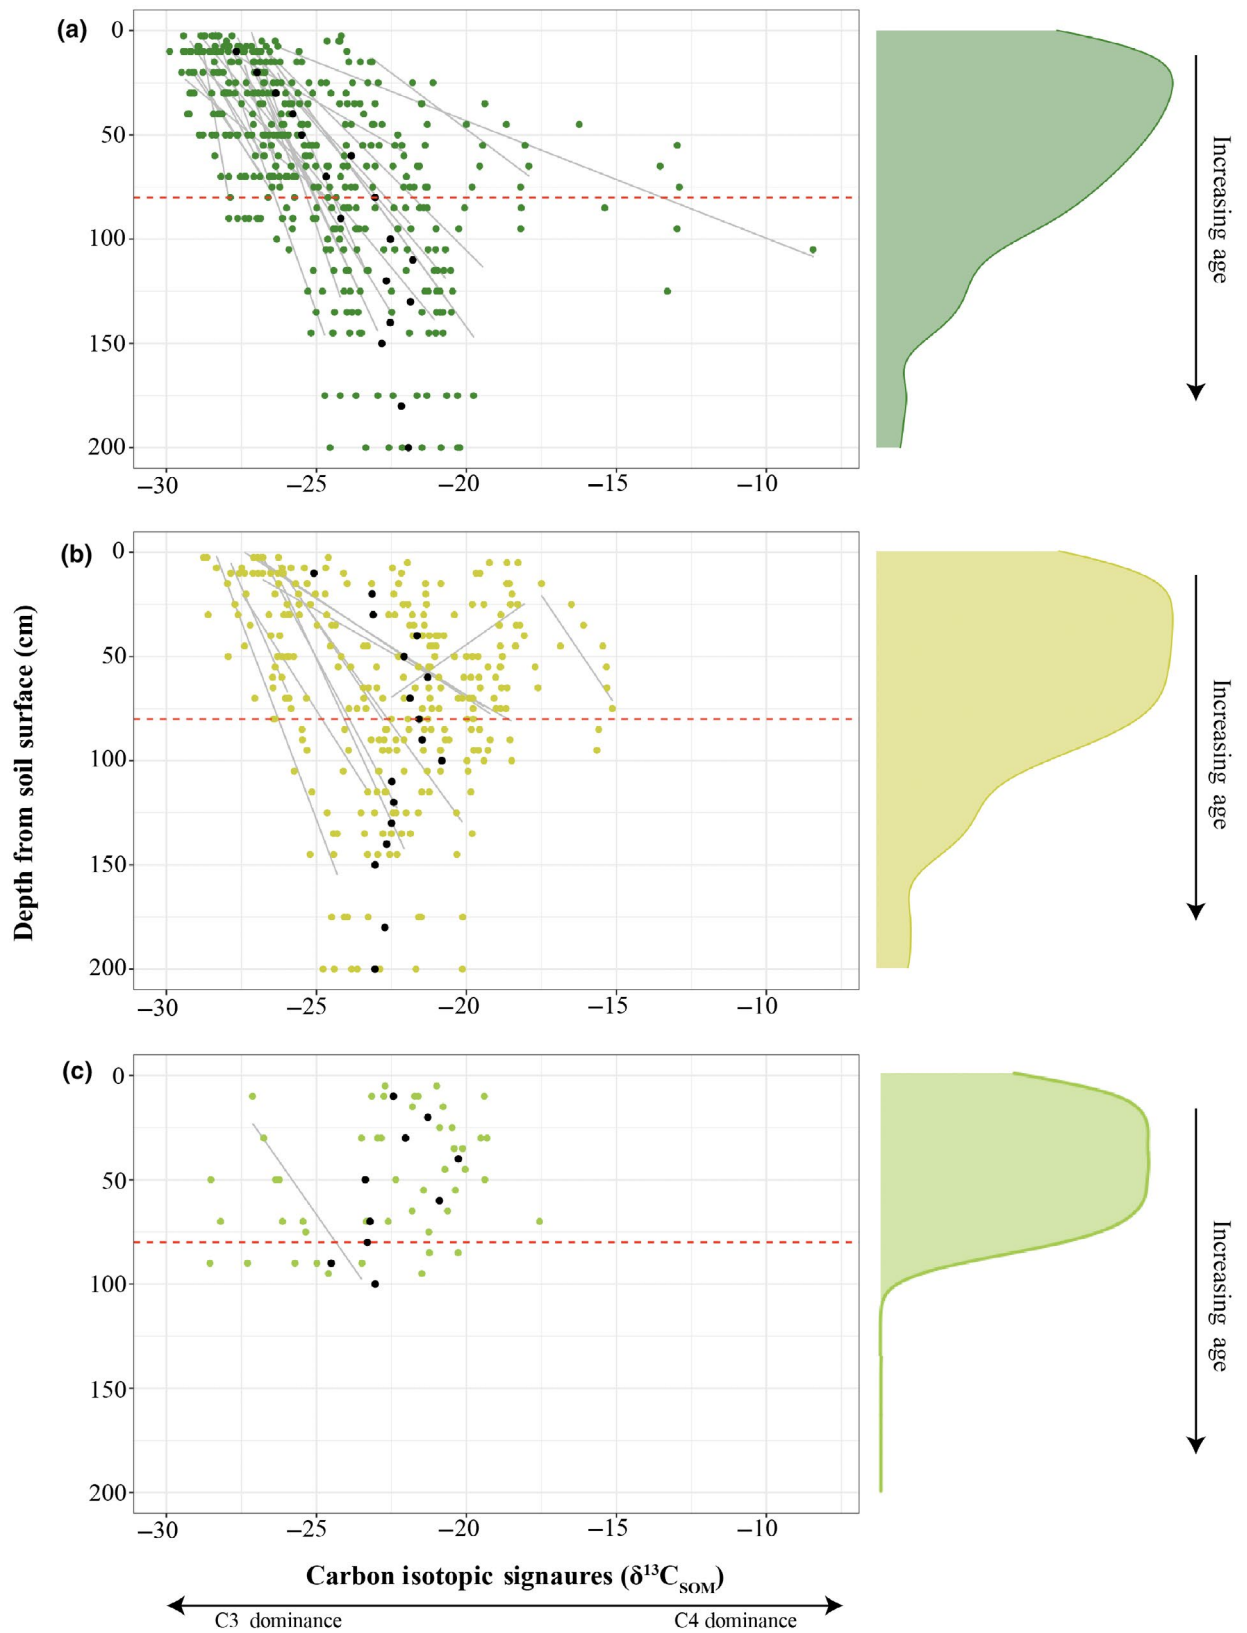 (a)
0
50
100
150
200
−30 −25 −20 −15 −10
Increasing age
(b)
0
50
100
150
200
−30 −25 −20 −15 −10
Increasing age
Depth from soil surface (cm)
(c)
0
50
100
150
200
−30 −25 −20 −15 −10
Increasing age
Carbon isotopic signaures (δ¹³C_SOM)
C3 dominance C4 dominance